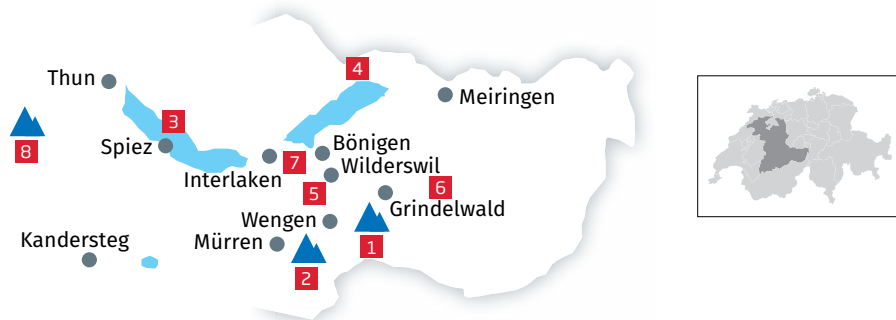 4
Thun
Meiringen
3
8
Spiez
Bönigen
7
Wilderswil
Interlaken
6
5
Grindelwald
Wengen
Kandersteg
Mürren
1
2